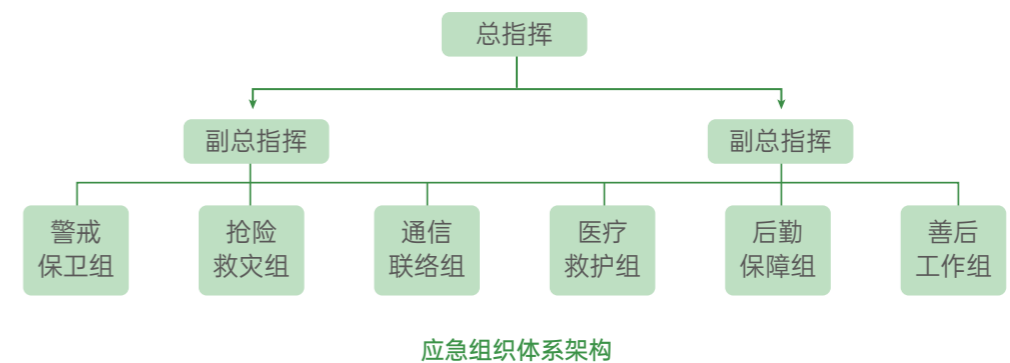 总指挥
副总指挥
副总指挥
警戒
保卫组
抢险
救灾组
通信
联络组
医疗
救护组
后勤
保障组
善后
工作组
应急组织体系架构